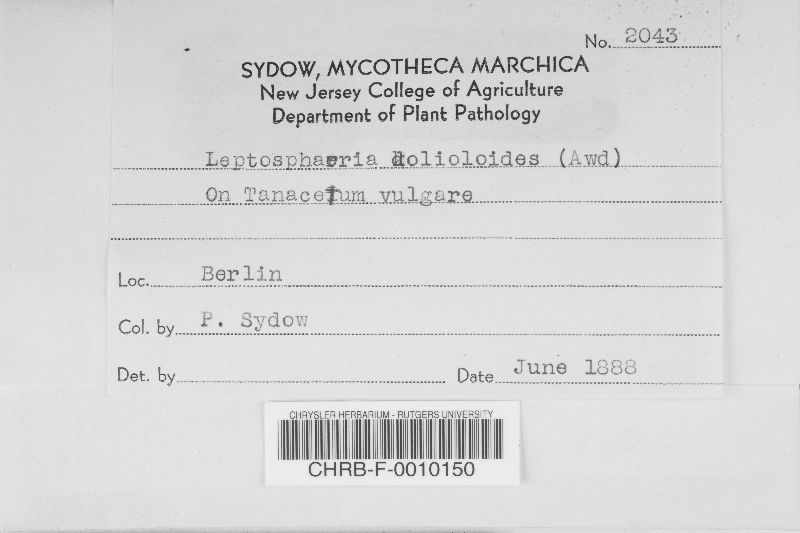 No. 2043
SYDOW, MYCOTHECA MARCHICA
New Jersey College of Agriculture
Department of Plant Pathology
Leptosphaeria dolioloides (Awd)
On Tanacetum vulgare
Loc. Berlin
Col. by P. Sydow
Det. by
Date June 1888
CHRYSLER HERBARIUM - RUTGERS UNIVERSITY
CHRB-F-0010150